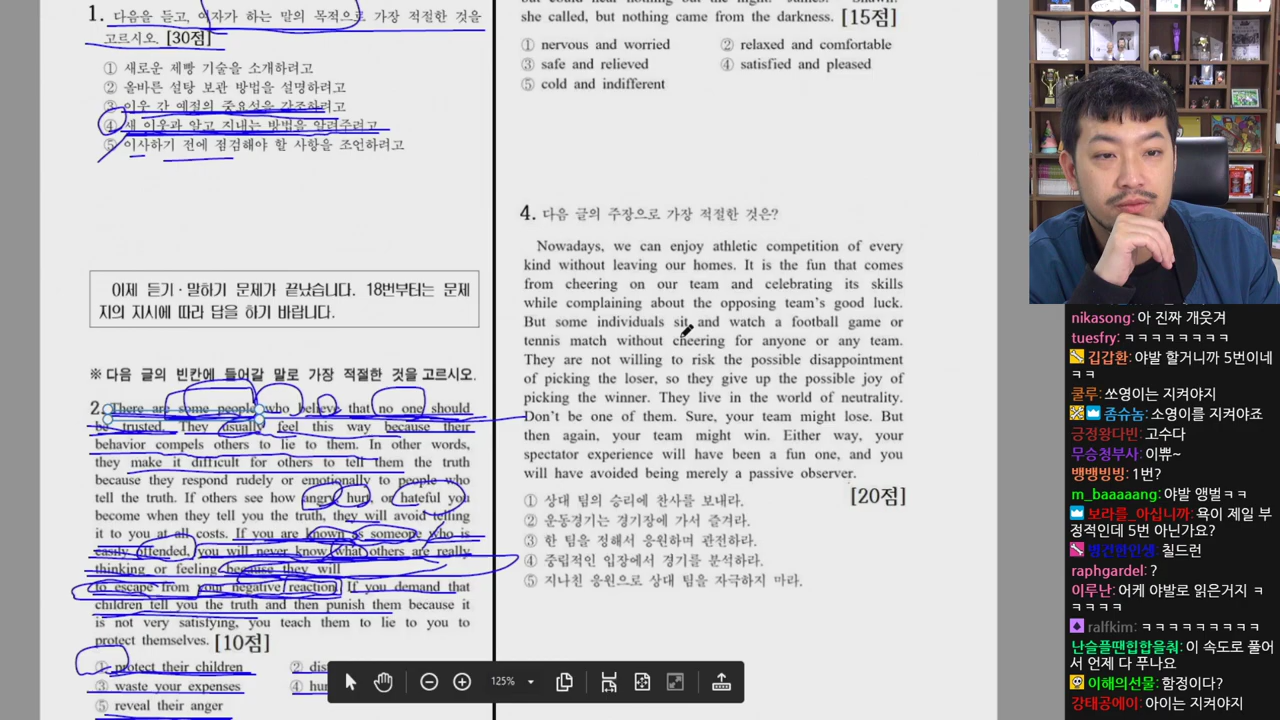 1. 다음을 듣고, 여자가 하는 말의 목적으로 가장 적절한 것을
고르시오. [30점]
① 새로운 제빵 기술을 소개하려고
② 올바른 설탕 보관 방법을 설명하려고
③ 이웃 간 예절의 중요성을 강조하려고
④ 새 이웃과 알고 지내는 방법을 알려주려고
⑤ 이사하기 전에 점검해야 할 사항을 조언하려고
이제 듣기·말하기 문제가 끝났습니다. 18번부터는 문제
지의 지시에 따라 답을 하기 바랍니다.
※ 다음 글의 빈칸에 들어갈 말로 가장 적절한 것을 고르시오.
2. There are some people who believe that no one should
be trusted. They usually feel this way because their
behavior compels others to lie to them. In other words,
they make it difficult for others to tell them the truth
because they respond rudely or emotionally to people who
tell the truth. If others see how angry, hurt, or hateful you
become when they tell you the truth, they will avoid telling
it to you at all costs. If you are known as someone who is
easily offended, you will never know what others are really
thinking or feeling because they will
to escape from your negative reaction. If you demand that
children tell you the truth and then punish them because it
is not very satisfying, you teach them to lie to you to
protect themselves. [10점]
① protect their children ② dis
③ waste your expenses ④ hur
⑤ reveal their anger
she called, but nothing came from the darkness. [15점]
① nervous and worried ② relaxed and comfortable
③ safe and relieved ④ satisfied and pleased
⑤ cold and indifferent
4. 다음 글의 주장으로 가장 적절한 것은?
Nowadays, we can enjoy athletic competition of every
kind without leaving our homes. It is the fun that comes
from cheering on our team and celebrating its skills
while complaining about the opposing team's good luck.
But some individuals sit and watch a football game or
tennis match without cheering for anyone or any team.
They are not willing to risk the possible disappointment
of picking the loser, so they give up the possible joy of
picking the winner. They live in the world of neutrality.
Don't be one of them. Sure, your team might lose. But
then again, your team might win. Either way, your
spectator experience will have been a fun one, and you
will have avoided being merely a passive observer.
[20점]
① 상대 팀의 승리에 찬사를 보내라.
② 운동경기는 경기장에 가서 즐겨라.
③ 한 팀을 정해서 응원하며 관전하라.
④ 중립적인 입장에서 경기를 분석하라.
⑤ 지나친 응원으로 상대 팀을 자극하지 마라.
125%
nikasong: 아 진짜 개웃겨
tuesfry: ㅋㅋㅋㅋㅋㅋㅋㅋ
김갑환: 야발 할거니까 5번이네
ㅋㅋ
쿨루: 쏘영이는 지켜야지
좀슈놈: 소영이를 지켜야죠
긍정왕다빈: 고수다
무승청부사: 이쀼~
뱅뱅빙빙: 1번?
m_baaaaang: 야발 앵벌ㅋㅋ
보라를_아십니까: 욕이 제일 부
정적인데 5번 아닌가요?
빙간한인생: 칠드런
raphgardel: ?
이루난: 어케 야발로 읽은거지 ㅋ
ㅋㅋㅋㅋ
ralfkim: ㅋㅋㅋㅋㅋㅋㅋㅋㅋ
난슬플땐힙합을춰: 이 속도로 풀어
서 언제 다 푸나요
이해의선물: 함정이다?
강태공에이: 아이는 지켜야지